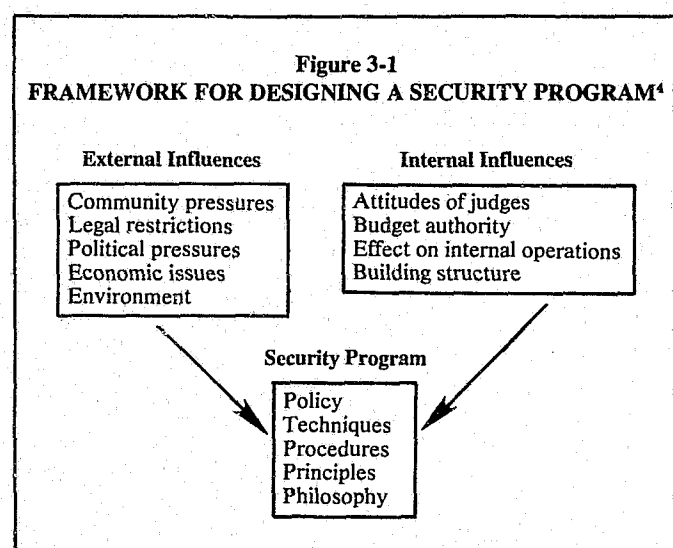 Figure 3-1
FRAMEWORK FOR DESIGNING A SECURITY PROGRAM⁴
External Influences
Community pressures
Legal restrictions
Political pressures
Economic issues
Environment
Internal Influences
Attitudes of judges
Budget authority
Effect on internal operations
Building structure
Security Program
Policy
Techniques
Procedures
Principles
Philosophy